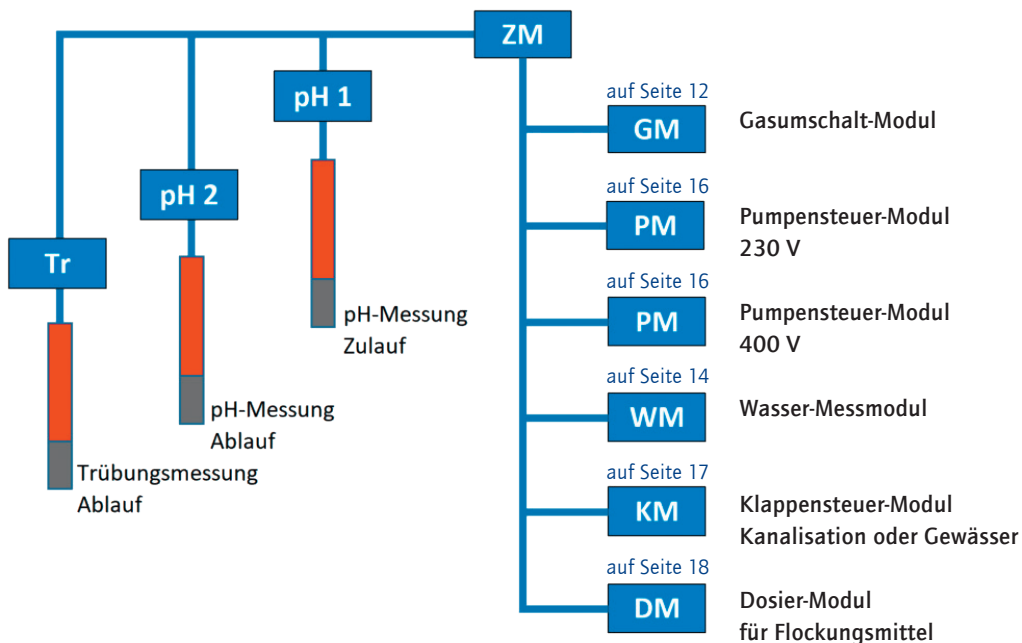 ZM
pH 1
pH 2
Tr
pH-Messung
Zulauf
pH-Messung
Ablauf
Trübungsmessung
Ablauf
auf Seite 12
GM
Gasumschalt-Modul
auf Seite 16
PM
Pumpensteuer-Modul
230 V
auf Seite 16
PM
Pumpensteuer-Modul
400 V
auf Seite 14
WM
Wasser-Messmodul
auf Seite 17
KM
Klappensteuer-Modul
Kanalisation oder Gewässer
auf Seite 18
DM
Dosier-Modul
für Flockungsmittel